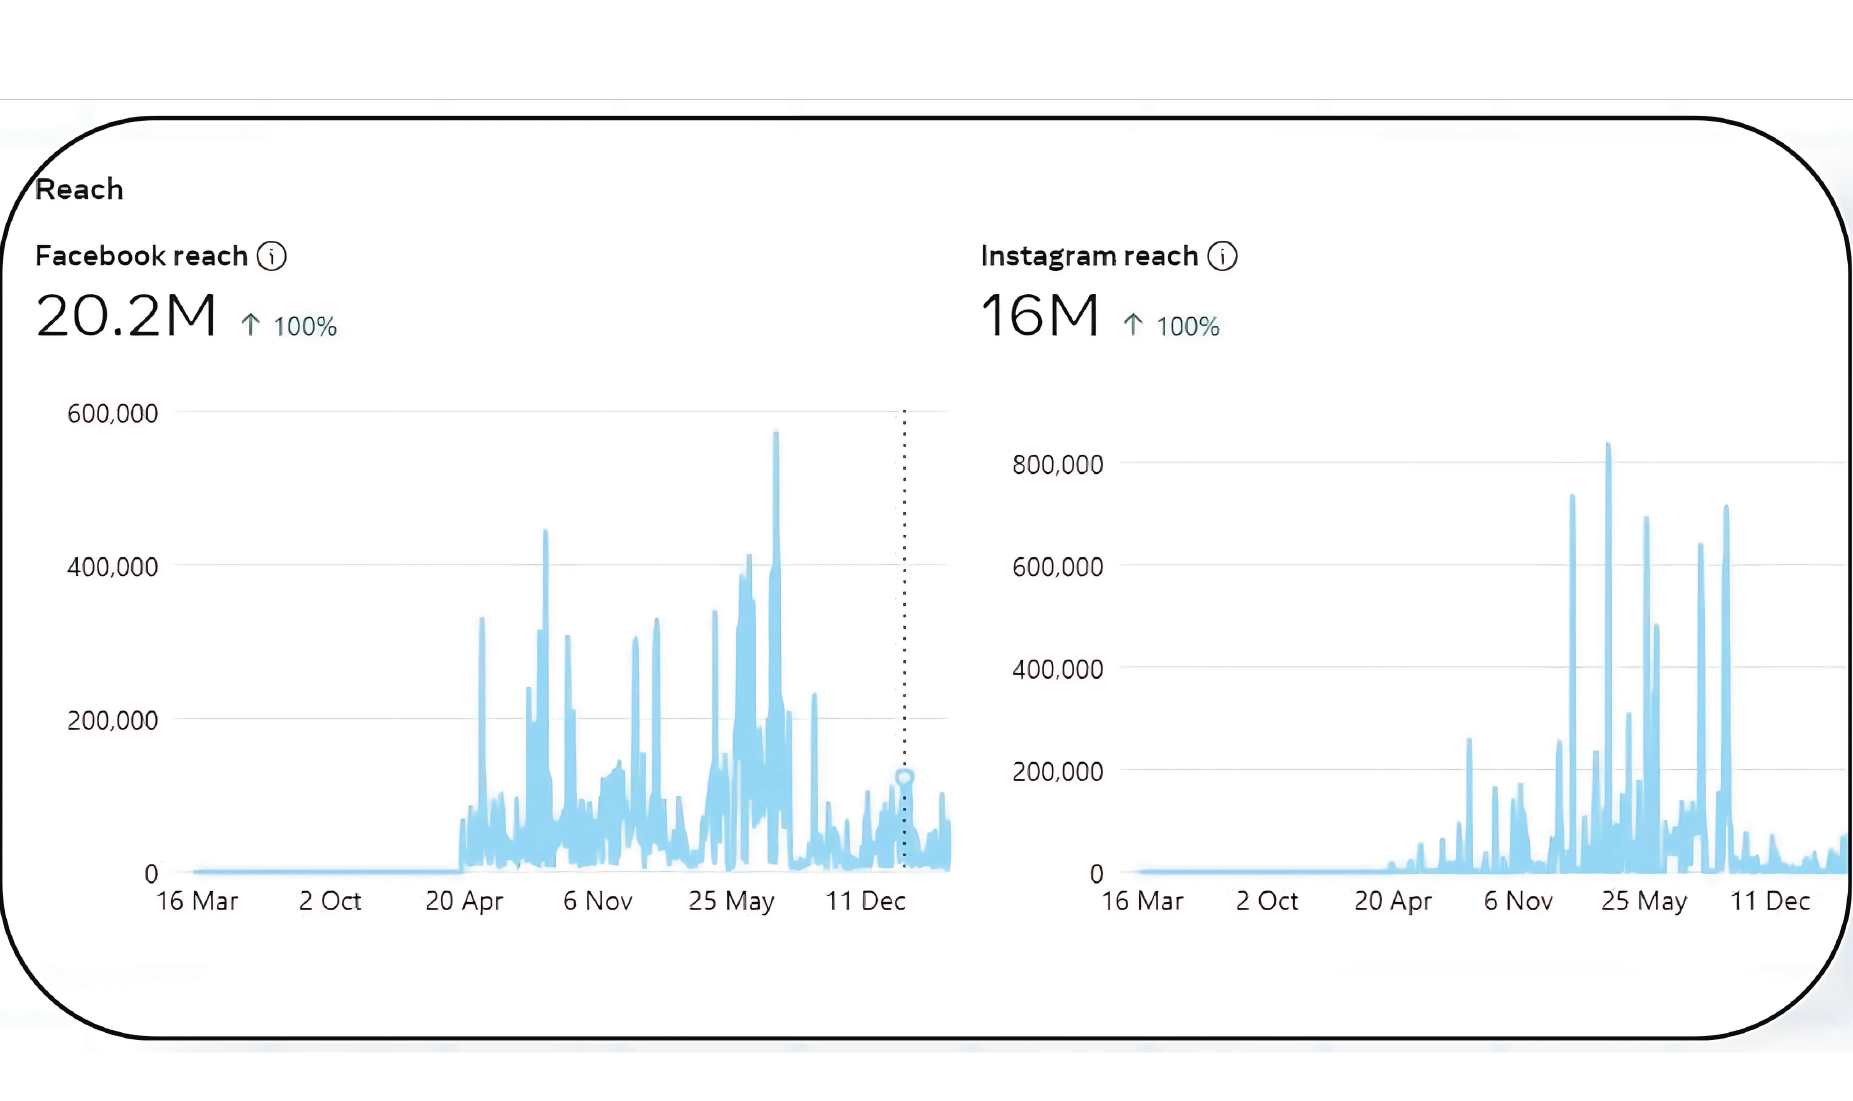 Reach
Facebook reach
20.2M ↑ 100%
600,000
400,000
200,000
0
16 Mar 2 Oct 20 Apr 6 Nov 25 May 11 Dec
Instagram reach
16M ↑ 100%
800,000
600,000
400,000
200,000
0
16 Mar 2 Oct 20 Apr 6 Nov 25 May 11 Dec